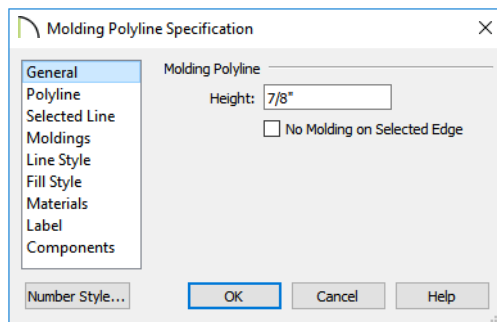 Molding Polyline Specification
General
Polyline
Selected Line
Moldings
Line Style
Fill Style
Materials
Label
Components
Molding Polyline
Height: 7/8"
No Molding on Selected Edge
Number Style...
OK
Cancel
Help